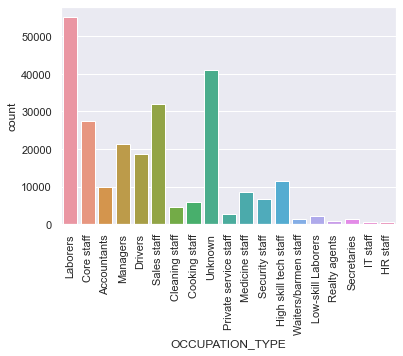 50000
40000
30000
20000
10000
0
count
Laborers
Core staff
Accountants
Managers
Drivers
Sales staff
Cleaning staff
Cooking staff
Unknown
Private service staff
Medicine staff
Security staff
High skill tech staff
Waiters/barmen staff
Low-skill Laborers
Realty agents
Secretaries
IT staff
HR staff
OCCUPATION_TYPE